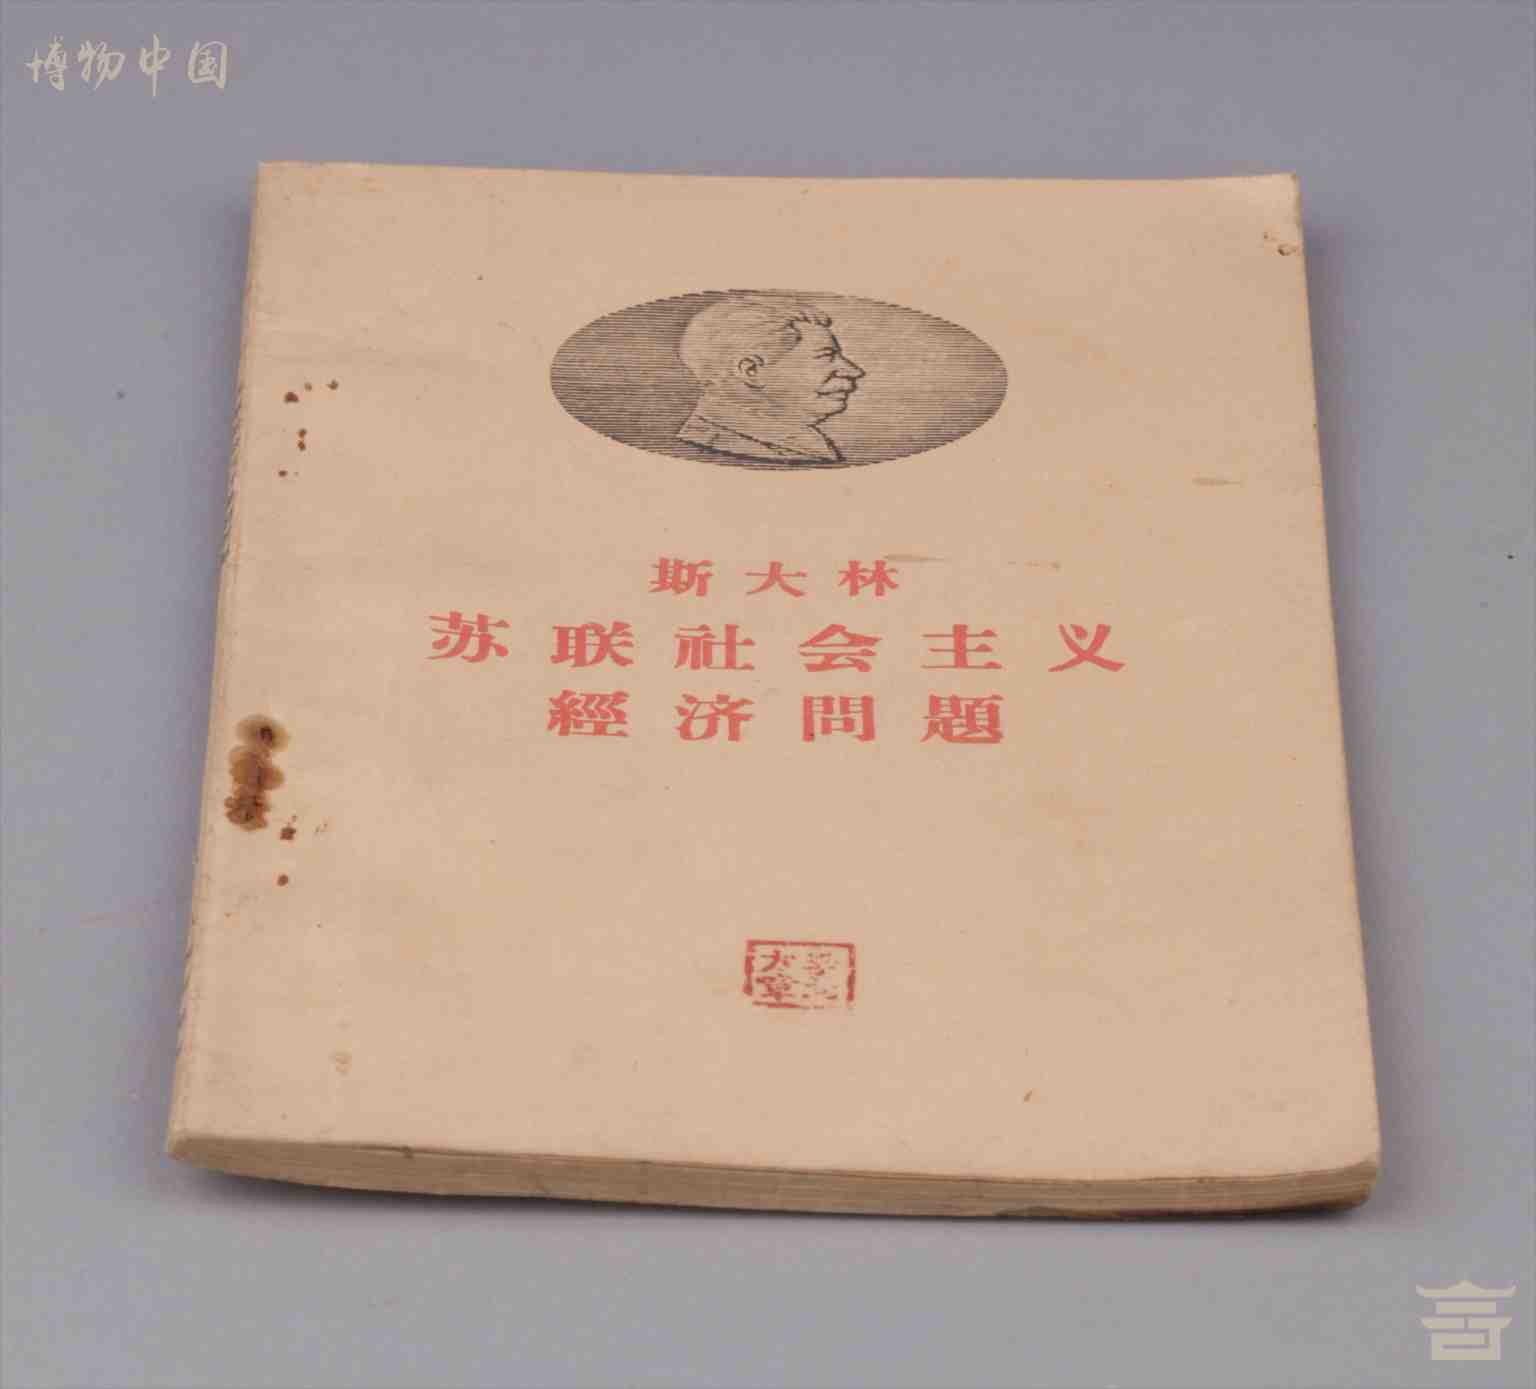 博物中国
斯大林
苏联社会主义
經济問題